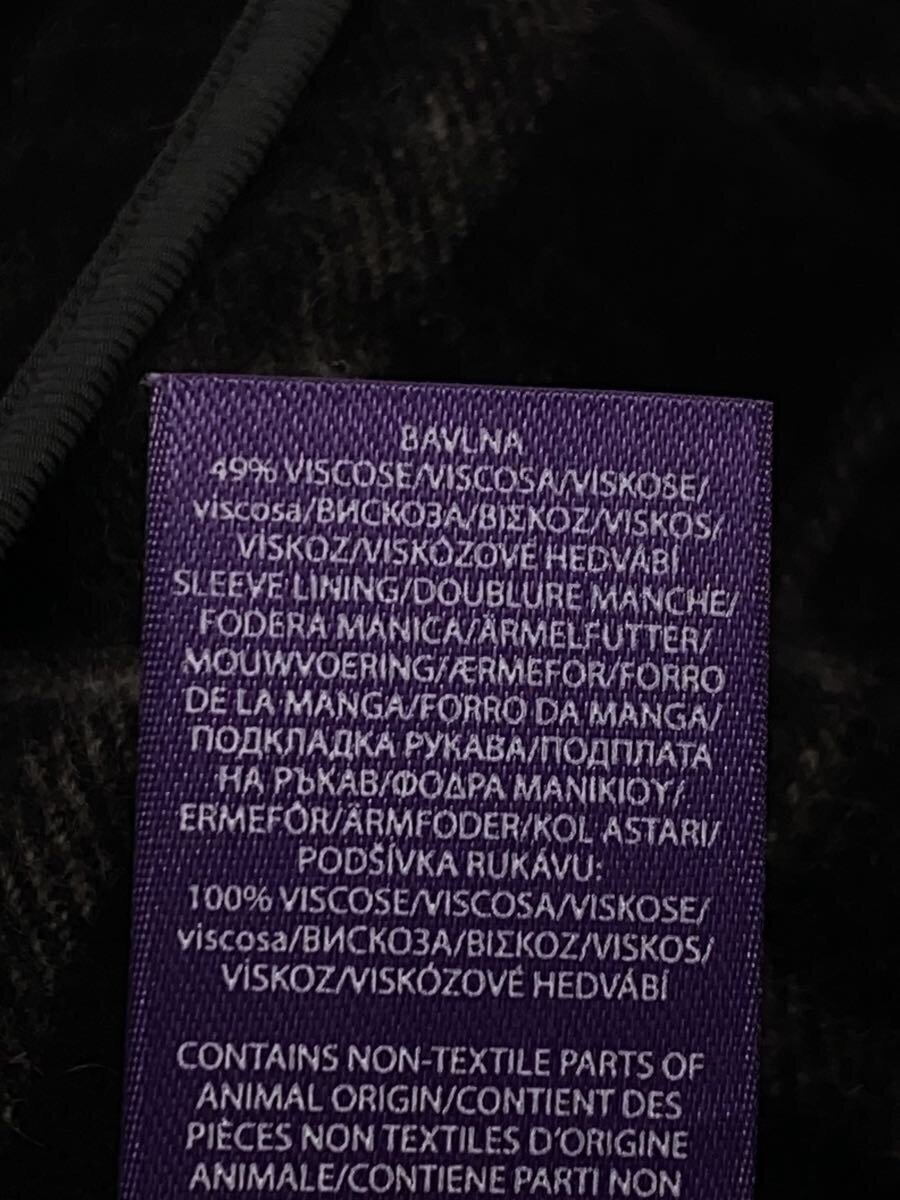 BAVLNA
49% VISCOSE/VISCOSA/VISKOSE/
viscosa/ВИСКОЗА/ΒΙΣΚΟΖ/VISKOS/
VİSKOZ/VISKÓZOVÉ HEDVÁBÍ
SLEEVE LINING/DOUBLURE MANCHE/
FODERA MANICA/ÄRMELFUTTER/
MOUWVOERING/ÆRMEFOR/FORRO
DE LA MANGA/FORRO DA MANGA/
ПОДКЛАДКА РУКАВА/ПОДПЛАТА
НА РЪКАВ/ΦΟΔΡΑ ΜΑΝΙΚΙΟΥ/
ERMEFÔR/ÄRMFODER/KOL ASTARI/
PODŠÍVKA RUKÁVU:
100% VISCOSE/VISCOSA/VISKOSE/
viscosa/ВИСКОЗА/ΒΙΣΚΟΖ/VISKOS/
VİSKOZ/VISKÓZOVÉ HEDVÁBÍ
CONTAINS NON-TEXTILE PARTS OF
ANIMAL ORIGIN/CONTIENT DES
PIÈCES NON TEXTILES D'ORIGINE
ANIMALE/CONTIENE PARTI NON